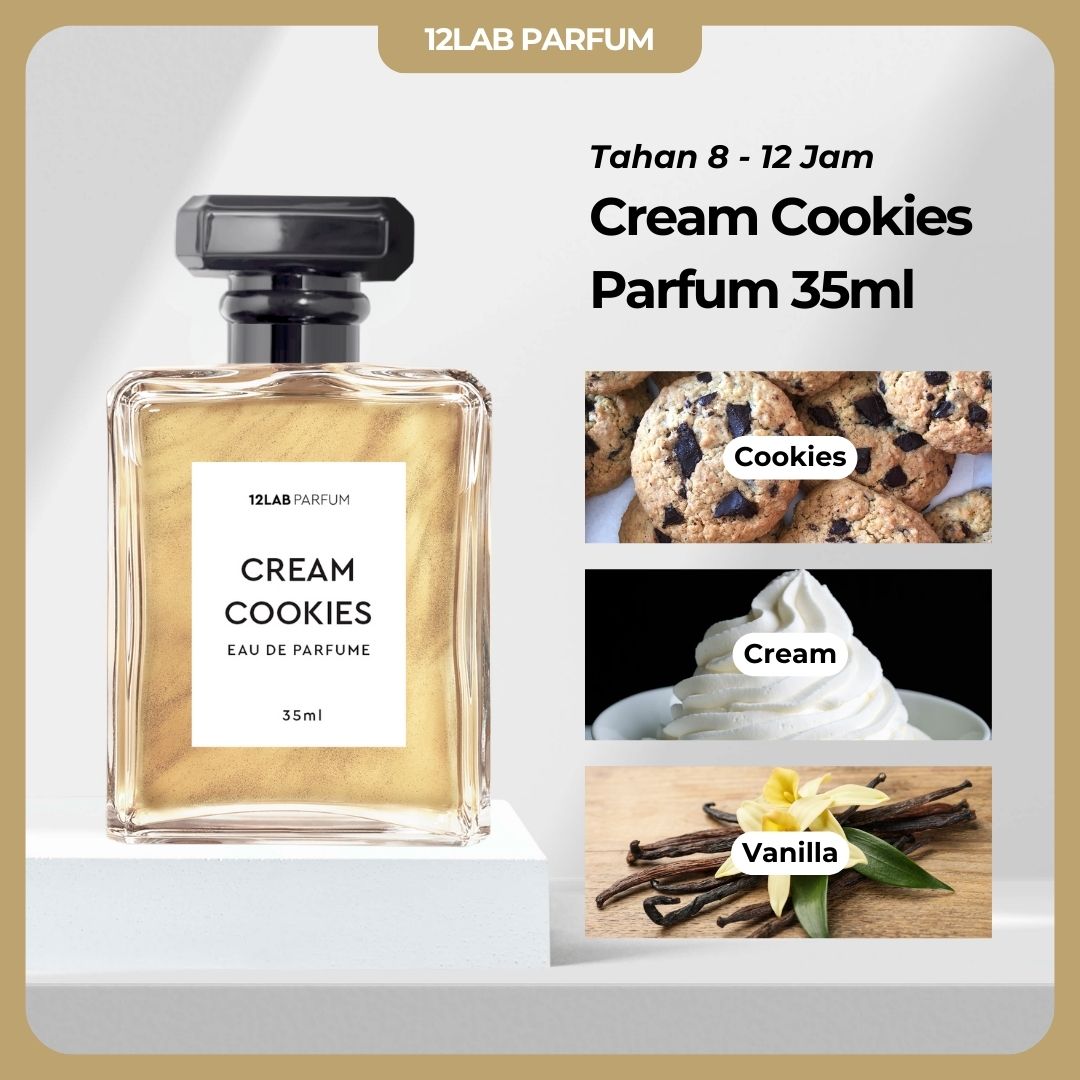 12LAB PARFUM
Tahan 8 - 12 Jam
Cream Cookies
Parfum 35ml
12LAB PARFUM
CREAM
COOKIES
EAU DE PARFUME
35ml
Cookies
Cream
Vanilla